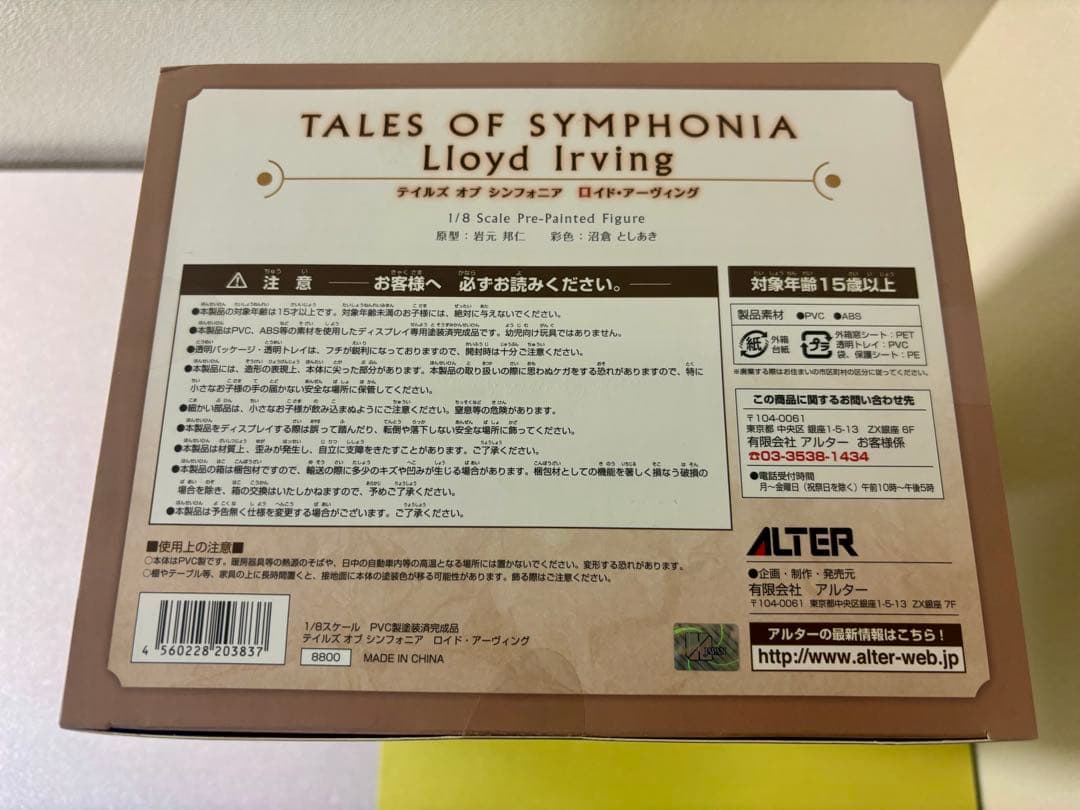 TALES OF SYMPHONIA
Lloyd Irving
テイルズ オブ シンフォニア ロイド・アーヴィング
1/8 Scale Pre-Painted Figure
原型：岩元 邦仁 彩色：沼倉 としあき
注意 お客様へ 必ずお読みください。
●本製品の対象年齢は15才以上です。対象年齢未満のお子様には、絶対に与えないでください。
●本製品はPVC、ABS等の素材を使用したディスプレイ専用塗装済完成品です。幼児向け玩具ではありません。
●透明パッケージ・透明トレイは、フチが鋭利になっておりますので、開封時は十分ご注意ください。
●本製品には、造形の表現上、本体に尖った部分があります。本製品の取り扱いの際に思わぬケガをする恐れがありますので、特に
小さなお子様の手の届かない安全な場所に保管してください。
●細かい部品は、小さなお子様が飲み込まぬようにご注意ください。窒息等の危険があります。
●本製品をディスプレイする際は誤って踏んだり、転倒や落下しない安全な場所に飾ってください。
●本製品は材質上、歪みが発生し、自立に支障をきたすことがあります。ご了承ください。
●本製品の箱は梱包材ですので、輸送の際に多少のキズや凹みが生じる場合があります。梱包材としての機能を著しく損なう破損の
場合を除き、箱の交換はいたしかねますので、予めご了承ください。
●本製品は予告無く仕様を変更する場合がございます。ご了承ください。
■使用上の注意■
○本体はPVC製です。暖房器具等の熱源のそばや、日中の自動車内等の高温となる場所には置かないでください。変形する恐れがあります。
○棚やテーブル等、家具の上に長時間置くと、接地面に本体の塗装色が移る可能性があります。飾る際はご注意ください。
4 560228 203837
1/8スケール PVC製塗装済完成品
テイルズ オブ シンフォニア ロイド・アーヴィング
8800 MADE IN CHINA
対象年齢15歳以上
製品素材 ●PVC ●ABS
紙 外箱 台紙
プラ 外箱窓シート：PET
透明トレイ：PVC
袋、保護シート：PE
※廃棄する際はお住まいの市区町村の区分に従ってください。
この商品に関するお問い合わせ先
〒104-0061
東京都 中央区 銀座1-5-13 ZX銀座 6F
有限会社 アルター お客様係
☎03-3538-1434
●電話受付時間
月～金曜日（祝祭日を除く）午前10時～午後5時
ALTER
●企画・制作・発売元
有限会社 アルター
〒104-0061 東京都中央区銀座1-5-13 ZX銀座 7F
アルターの最新情報はこちら！
http://www.alter-web.jp